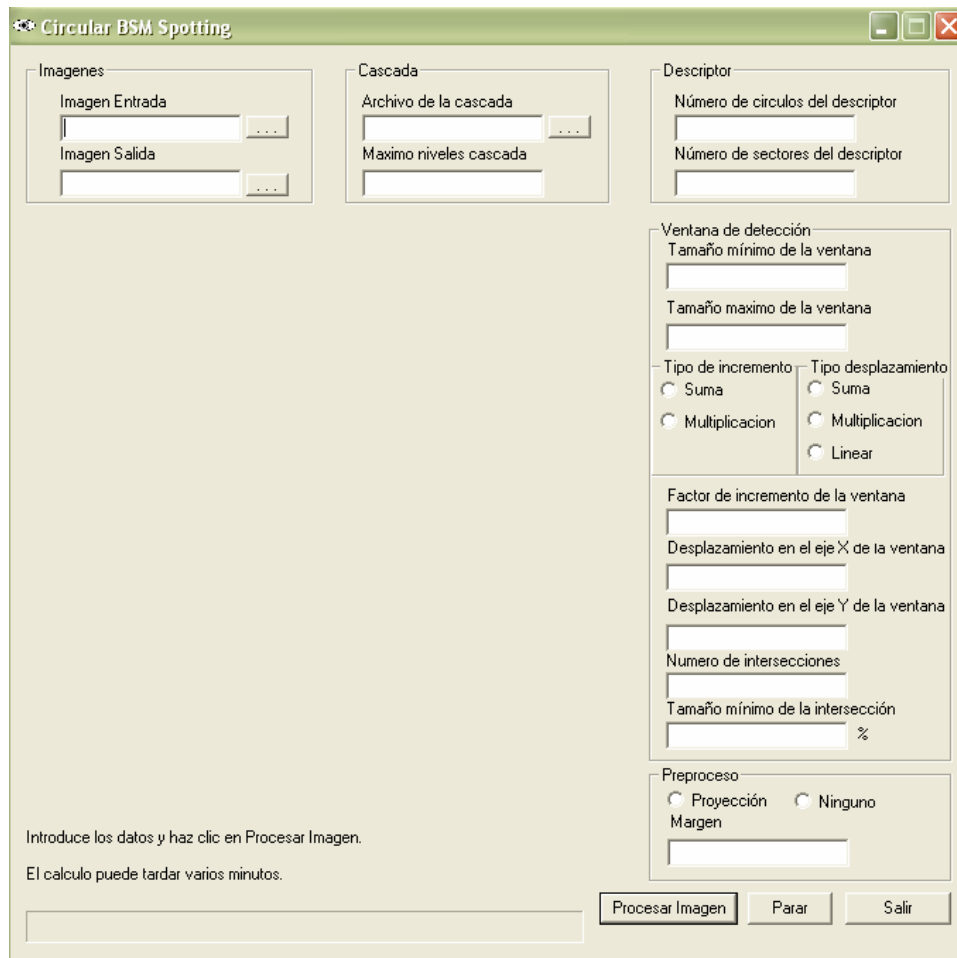 Circular BSM Spotting
Imagenes
Imagen Entrada
...
Imagen Salida
...
Cascada
Archivo de la cascada
...
Maximo niveles cascada
Descriptor
Número de circulos del descriptor
Número de sectores del descriptor
Ventana de detección
Tamaño mínimo de la ventana
Tamaño maximo de la ventana
Tipo de incremento
Suma
Multiplicacion
Tipo desplazamiento
Suma
Multiplicacion
Linear
Factor de incremento de la ventana
Desplazamiento en el eje X de la ventana
Desplazamiento en el eje Y de la ventana
Numero de intersecciones
Tamaño mínimo de la intersección
%
Preproceso
Proyección Ninguno
Margen
Introduce los datos y haz clic en Procesar Imagen.
El calculo puede tardar varios minutos.
Procesar Imagen Parar Salir